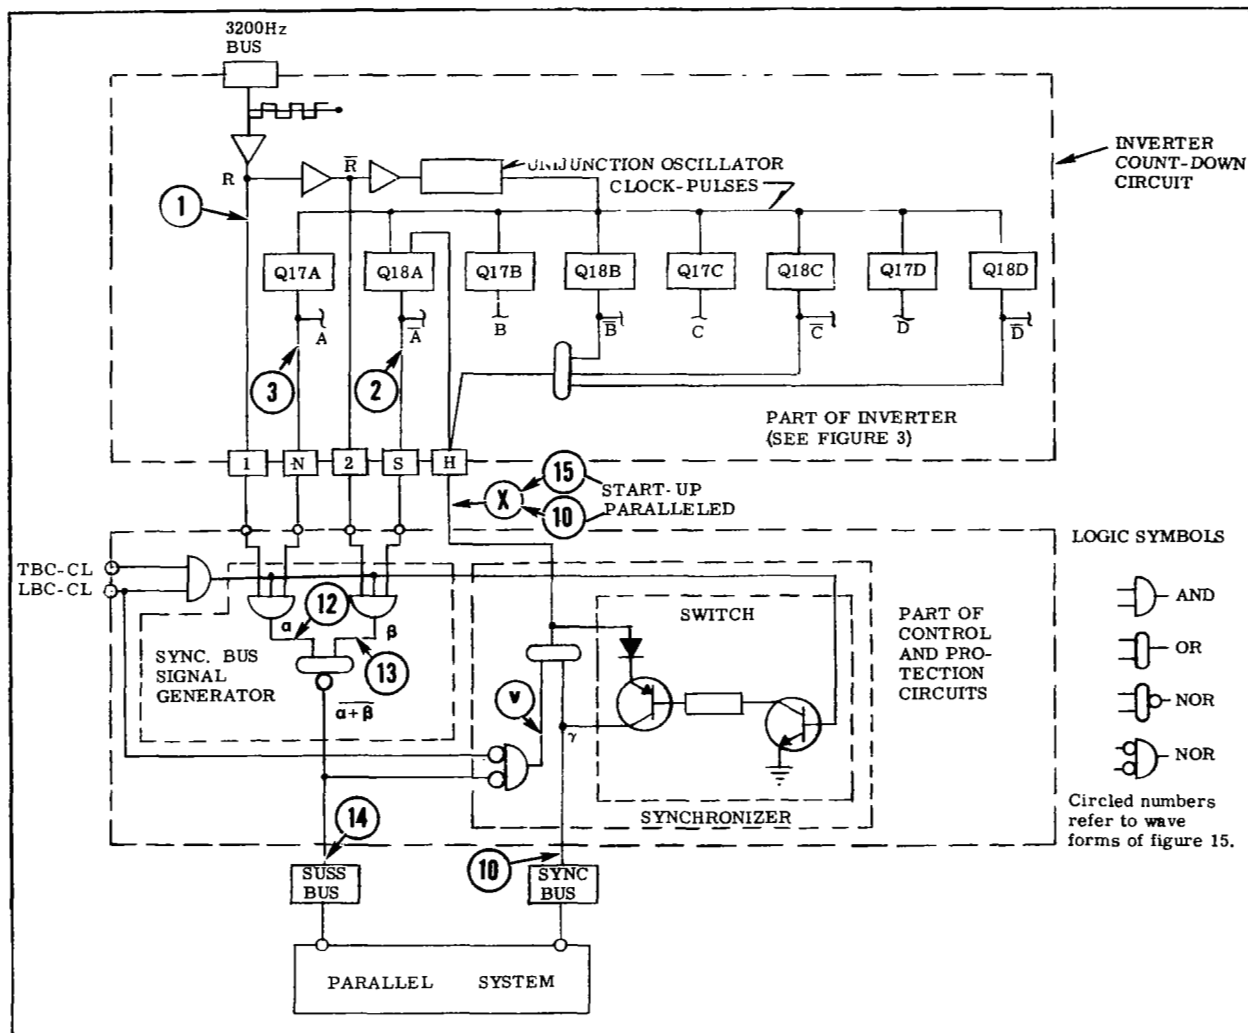 3200Hz
BUS
INVERTER
COUNT-DOWN
CIRCUIT
UNIJUNCTION OSCILLATOR
CLOCK-PULSES
R
R̅
1
Q17A
Q18A
Q17B
Q18B
Q17C
Q18C
Q17D
Q18D
A
A̅
B
B̅
C
C̅
D
D̅
3
2
PART OF INVERTER
(SEE FIGURE 3)
1
N
2
S
H
X
15
10
START-UP
PARALLELED
TBC-CL
LBC-CL
LOGIC SYMBOLS
AND
OR
NOR
NOR
Circled numbers
refer to wave
forms of figure 15.
α
12
β
13
SYNC. BUS
SIGNAL
GENERATOR
α+β
SWITCH
PART OF
CONTROL
AND PRO-
TECTION
CIRCUITS
v
γ
SYNCHRONIZER
14
10
SUSS
BUS
SYNC
BUS
PARALLEL SYSTEM